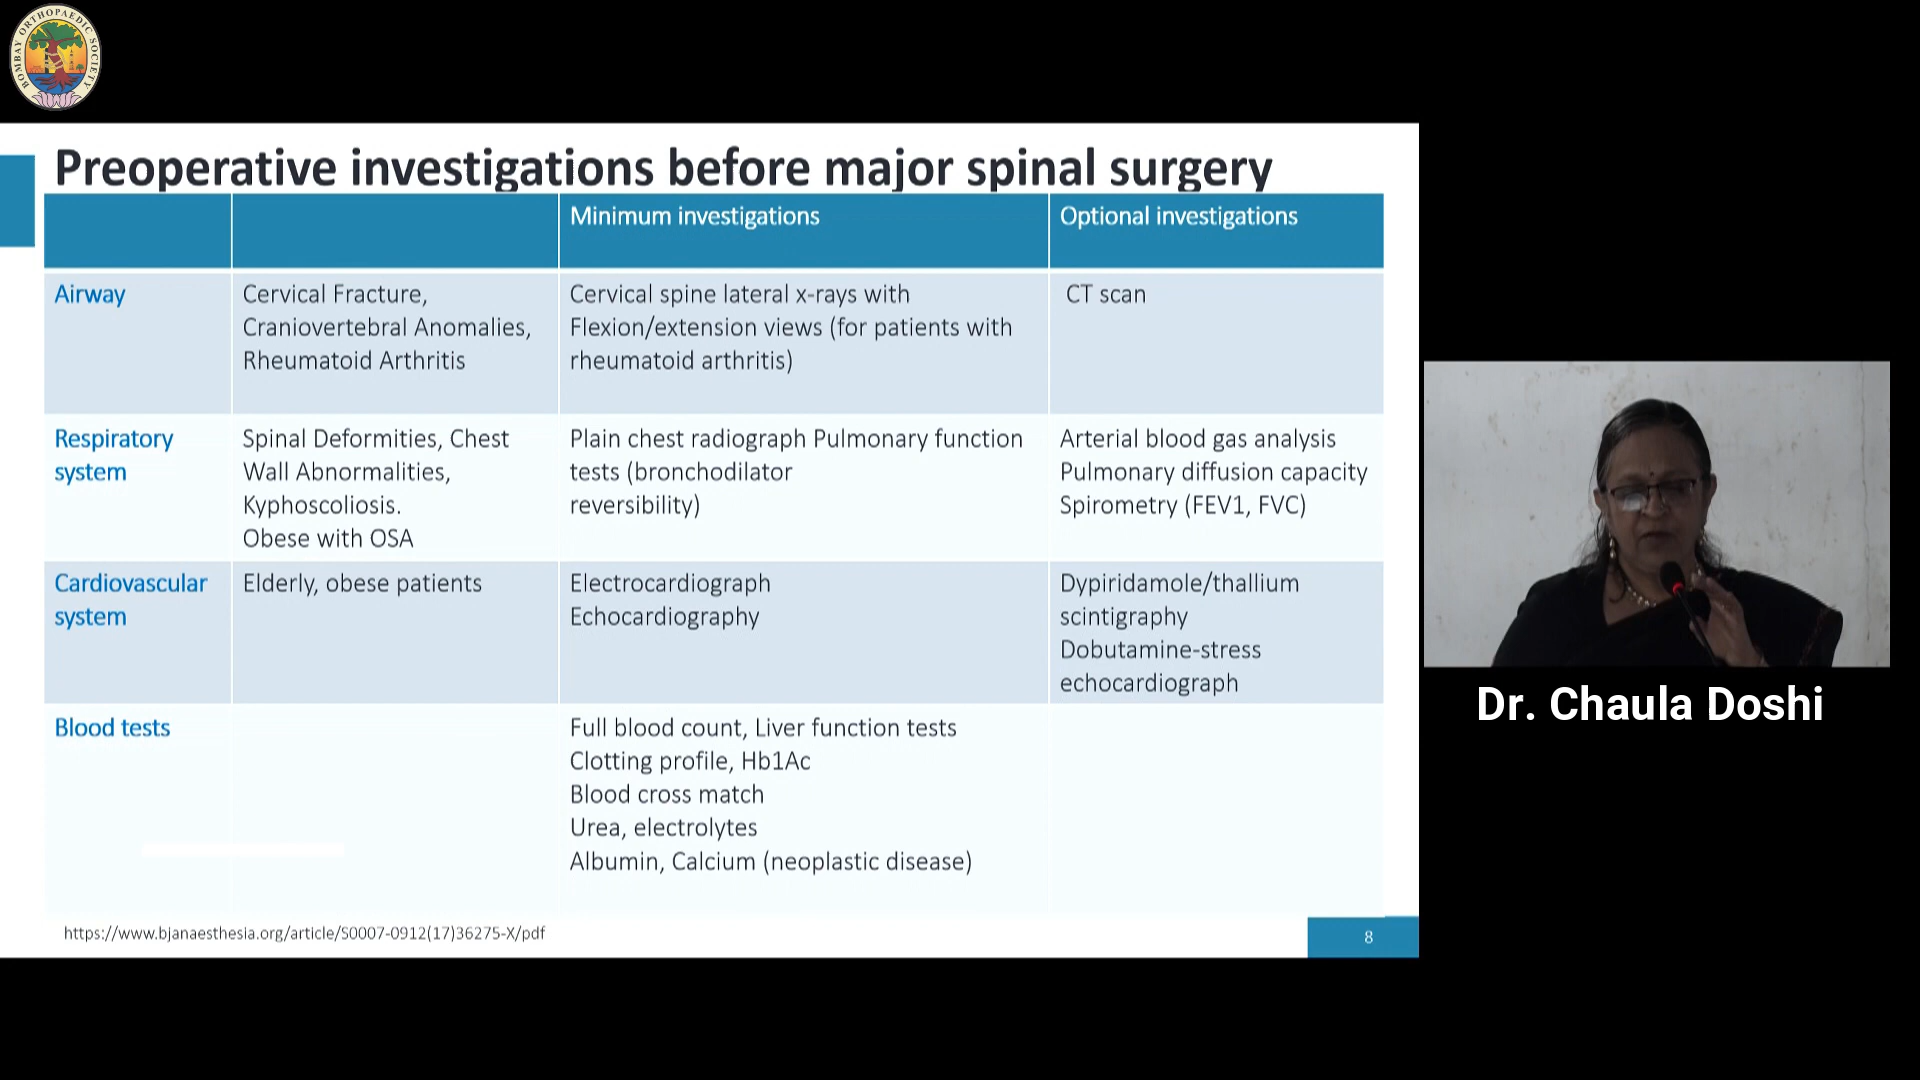 BOMBAY ORTHOPAEDIC SOCIETY
Preoperative investigations before major spinal surgery
Minimum investigations
Optional investigations
Airway
Cervical Fracture,
Craniovertebral Anomalies,
Rheumatoid Arthritis
Cervical spine lateral x-rays with
Flexion/extension views (for patients with
rheumatoid arthritis)
CT scan
Respiratory
system
Spinal Deformities, Chest
Wall Abnormalities,
Kyphoscoliosis.
Obese with OSA
Plain chest radiograph Pulmonary function
tests (bronchodilator
reversibility)
Arterial blood gas analysis
Pulmonary diffusion capacity
Spirometry (FEV1, FVC)
Cardiovascular
system
Elderly, obese patients
Electrocardiograph
Echocardiography
Dypiridamole/thallium
scintigraphy
Dobutamine-stress
echocardiograph
Blood tests
Full blood count, Liver function tests
Clotting profile, Hb1Ac
Blood cross match
Urea, electrolytes
Albumin, Calcium (neoplastic disease)
https://www.bjanaesthesia.org/article/S0007-0912(17)36275-X/pdf
8
Dr. Chaula Doshi